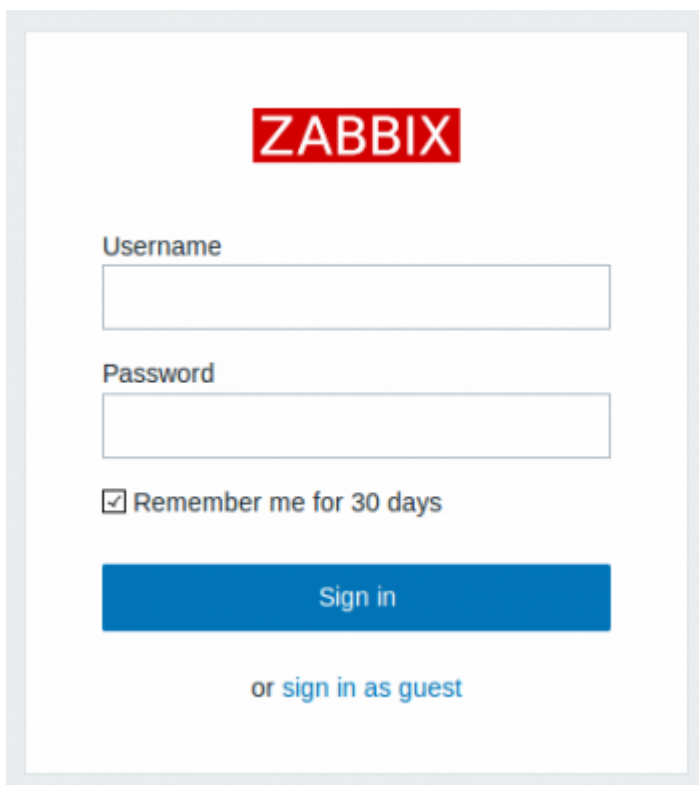 ZABBIX
Username
Password
Remember me for 30 days
Sign in
or sign in as guest